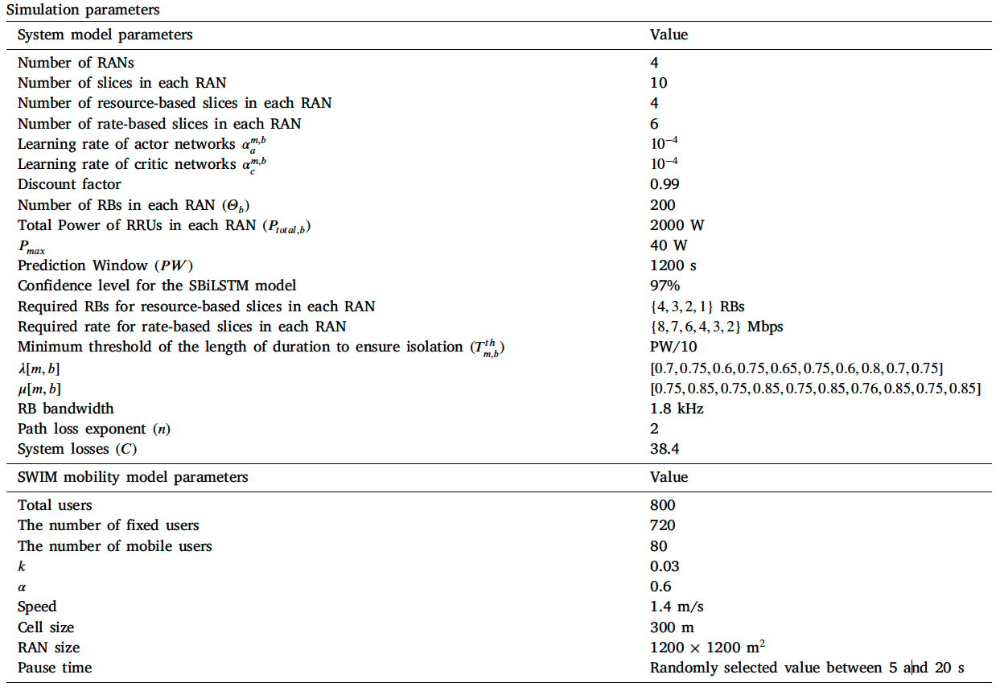 Simulation parameters
System model parameters Value
Number of RANs 4
Number of slices in each RAN 10
Number of resource-based slices in each RAN 4
Number of rate-based slices in each RAN 6
Learning rate of actor networks α_a^{m,b} 10^{−4}
Learning rate of critic networks α_c^{m,b} 10^{−4}
Discount factor 0.99
Number of RBs in each RAN (Θ_b) 200
Total Power of RRUs in each RAN (P_{total,b}) 2000 W
P_{max} 40 W
Prediction Window (PW) 1200 s
Confidence level for the SBiLSTM model 97%
Required RBs for resource-based slices in each RAN {4, 3, 2, 1} RBs
Required rate for rate-based slices in each RAN {8, 7, 6, 4, 3, 2} Mbps
Minimum threshold of the length of duration to ensure isolation (T_{m,b}^{th}) PW/10
λ[m, b] [0.7, 0.75, 0.6, 0.75, 0.65, 0.75, 0.6, 0.8, 0.7, 0.75]
μ[m, b] [0.75, 0.85, 0.75, 0.85, 0.75, 0.85, 0.76, 0.85, 0.75, 0.85]
RB bandwidth 1.8 kHz
Path loss exponent (n) 2
System losses (C) 38.4
SWIM mobility model parameters Value
Total users 800
The number of fixed users 720
The number of mobile users 80
k 0.03
α 0.6
Speed 1.4 m/s
Cell size 300 m
RAN size 1200 × 1200 m²
Pause time Randomly selected value between 5 and 20 s